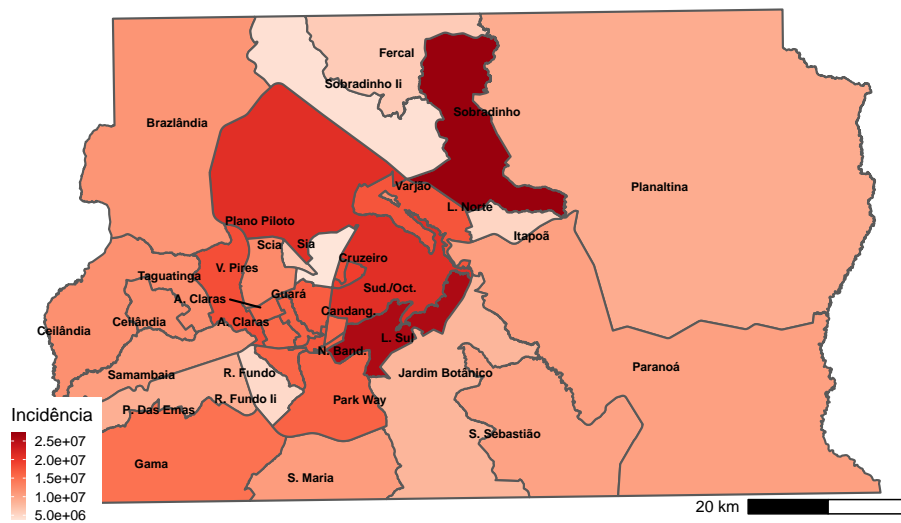 Fercal
Sobradinho Ii
Sobradinho
Brazlândia
Varjão
Planaltina
L. Norte
Plano Piloto
Itapoã
Scia
Sia
Cruzeiro
V. Pires
Taguatinga
Sud./Oct.
Guará
A. Claras
Candang.
Ceilândia
Ceilândia
A. Claras
L. Sul
N. Band.
Paranoá
Samambaia
R. Fundo
Jardim Botânico
R. Fundo Ii
Park Way
P. Das Emas
S. Sebastião
Gama
S. Maria
Incidência
2.5e+07
2.0e+07
1.5e+07
1.0e+07
5.0e+06
20 km